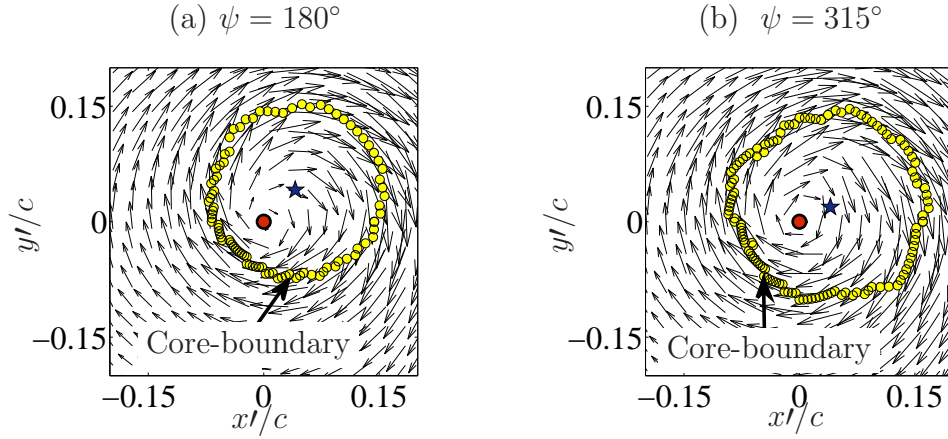 (a) ψ = 180°
(b) ψ = 315°
y′/c
0.15
0
−0.15
Core-boundary
−0.15 0 0.15
x′/c
y′/c
0.15
0
−0.15
Core-boundary
−0.15 0 0.15
x′/c